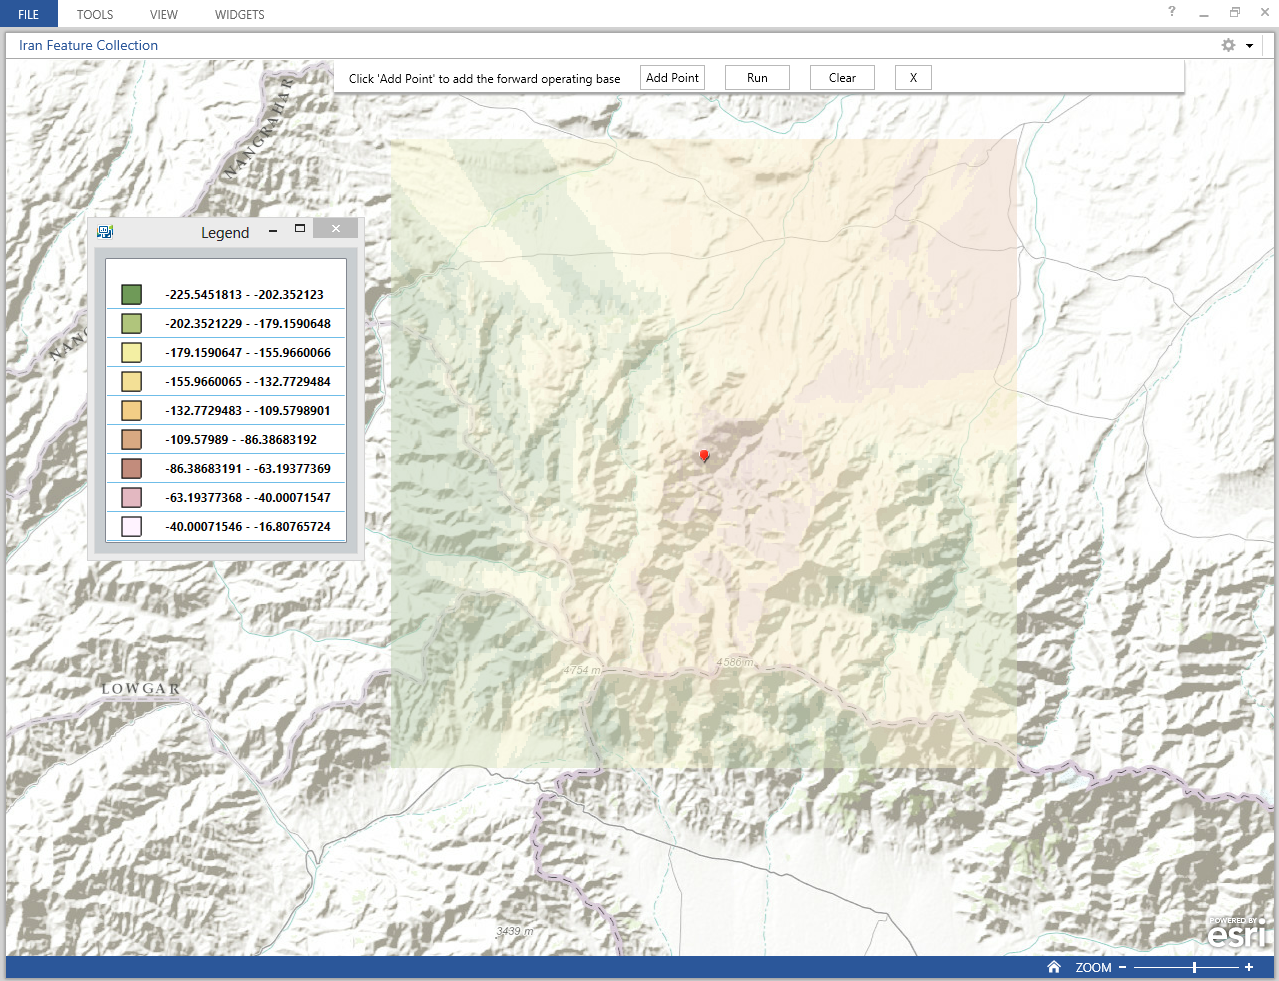 FILE TOOLS VIEW WIDGETS ?
Iran Feature Collection
Click 'Add Point' to add the forward operating base Add Point Run Clear X
NANGRAHAR
Legend
-225.5451813 - -202.352123
-202.3521229 - -179.1590648
-179.1590647 - -155.9660066
-155.9660065 - -132.7729484
-132.7729483 - -109.5798901
-109.57989 - -86.38683192
-86.38683191 - -63.19377369
-63.19377368 - -40.00071547
-40.00071546 - -16.80765724
NANG
4754 m
4586 m
LOWGAR
3439 m
POWERED BY
esri
ZOOM - +